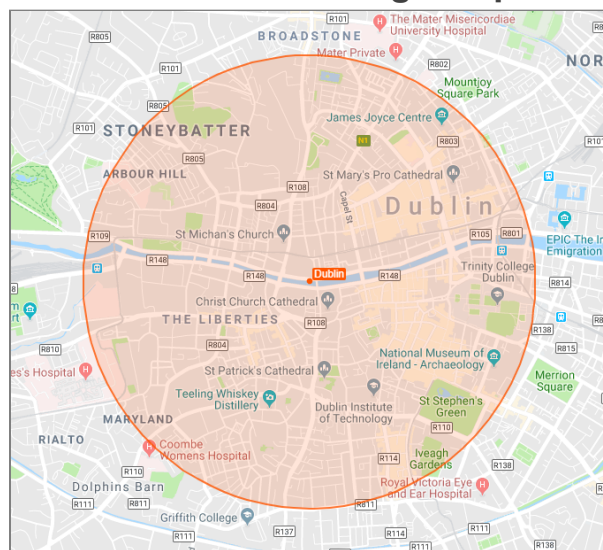 R101
R805
The Mater Misericordiae
University Hospital
BROADSTONE
Mater Private
NOR
R101
R802
Mountjoy
Square Park
R805
James Joyce Centre
R101
STONEYBATTER
N1
R803
R101
R805
St Mary's Pro Cathedral
ARBOUR HILL
R108
Capel St
R804
Dublin
St Michan's Church
EPIC The Ir
Emigration
R109
R105
R801
R148
Dublin
Trinity College
Dublin
R148
R148
R814
Christ Church Cathedral
THE LIBERTIES
R108
R138
R804
R815
R810
National Museum of
Ireland - Archaeology
es's Hospital
St Patrick's Cathedral
Merrion
Square
Teeling Whiskey
Distillery
Dublin Institute
of Technology
St Stephen's
Green
MARYLAND
R110
RIALTO
Coombe
Womens Hospital
Iveagh
Gardens
R138
R114
R110
R138
Dolphins Barn
Royal Victoria Eye
and Ear Hospital
R111
R811
R811
R111
R111
Griffith College
R137
R111